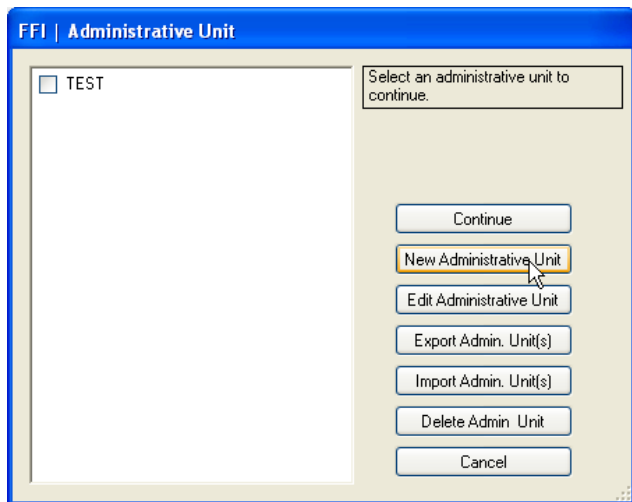 FFI | Administrative Unit
TEST
Select an administrative unit to
continue.
Continue
New Administrative Unit
Edit Administrative Unit
Export Admin. Unit(s)
Import Admin. Unit(s)
Delete Admin Unit
Cancel